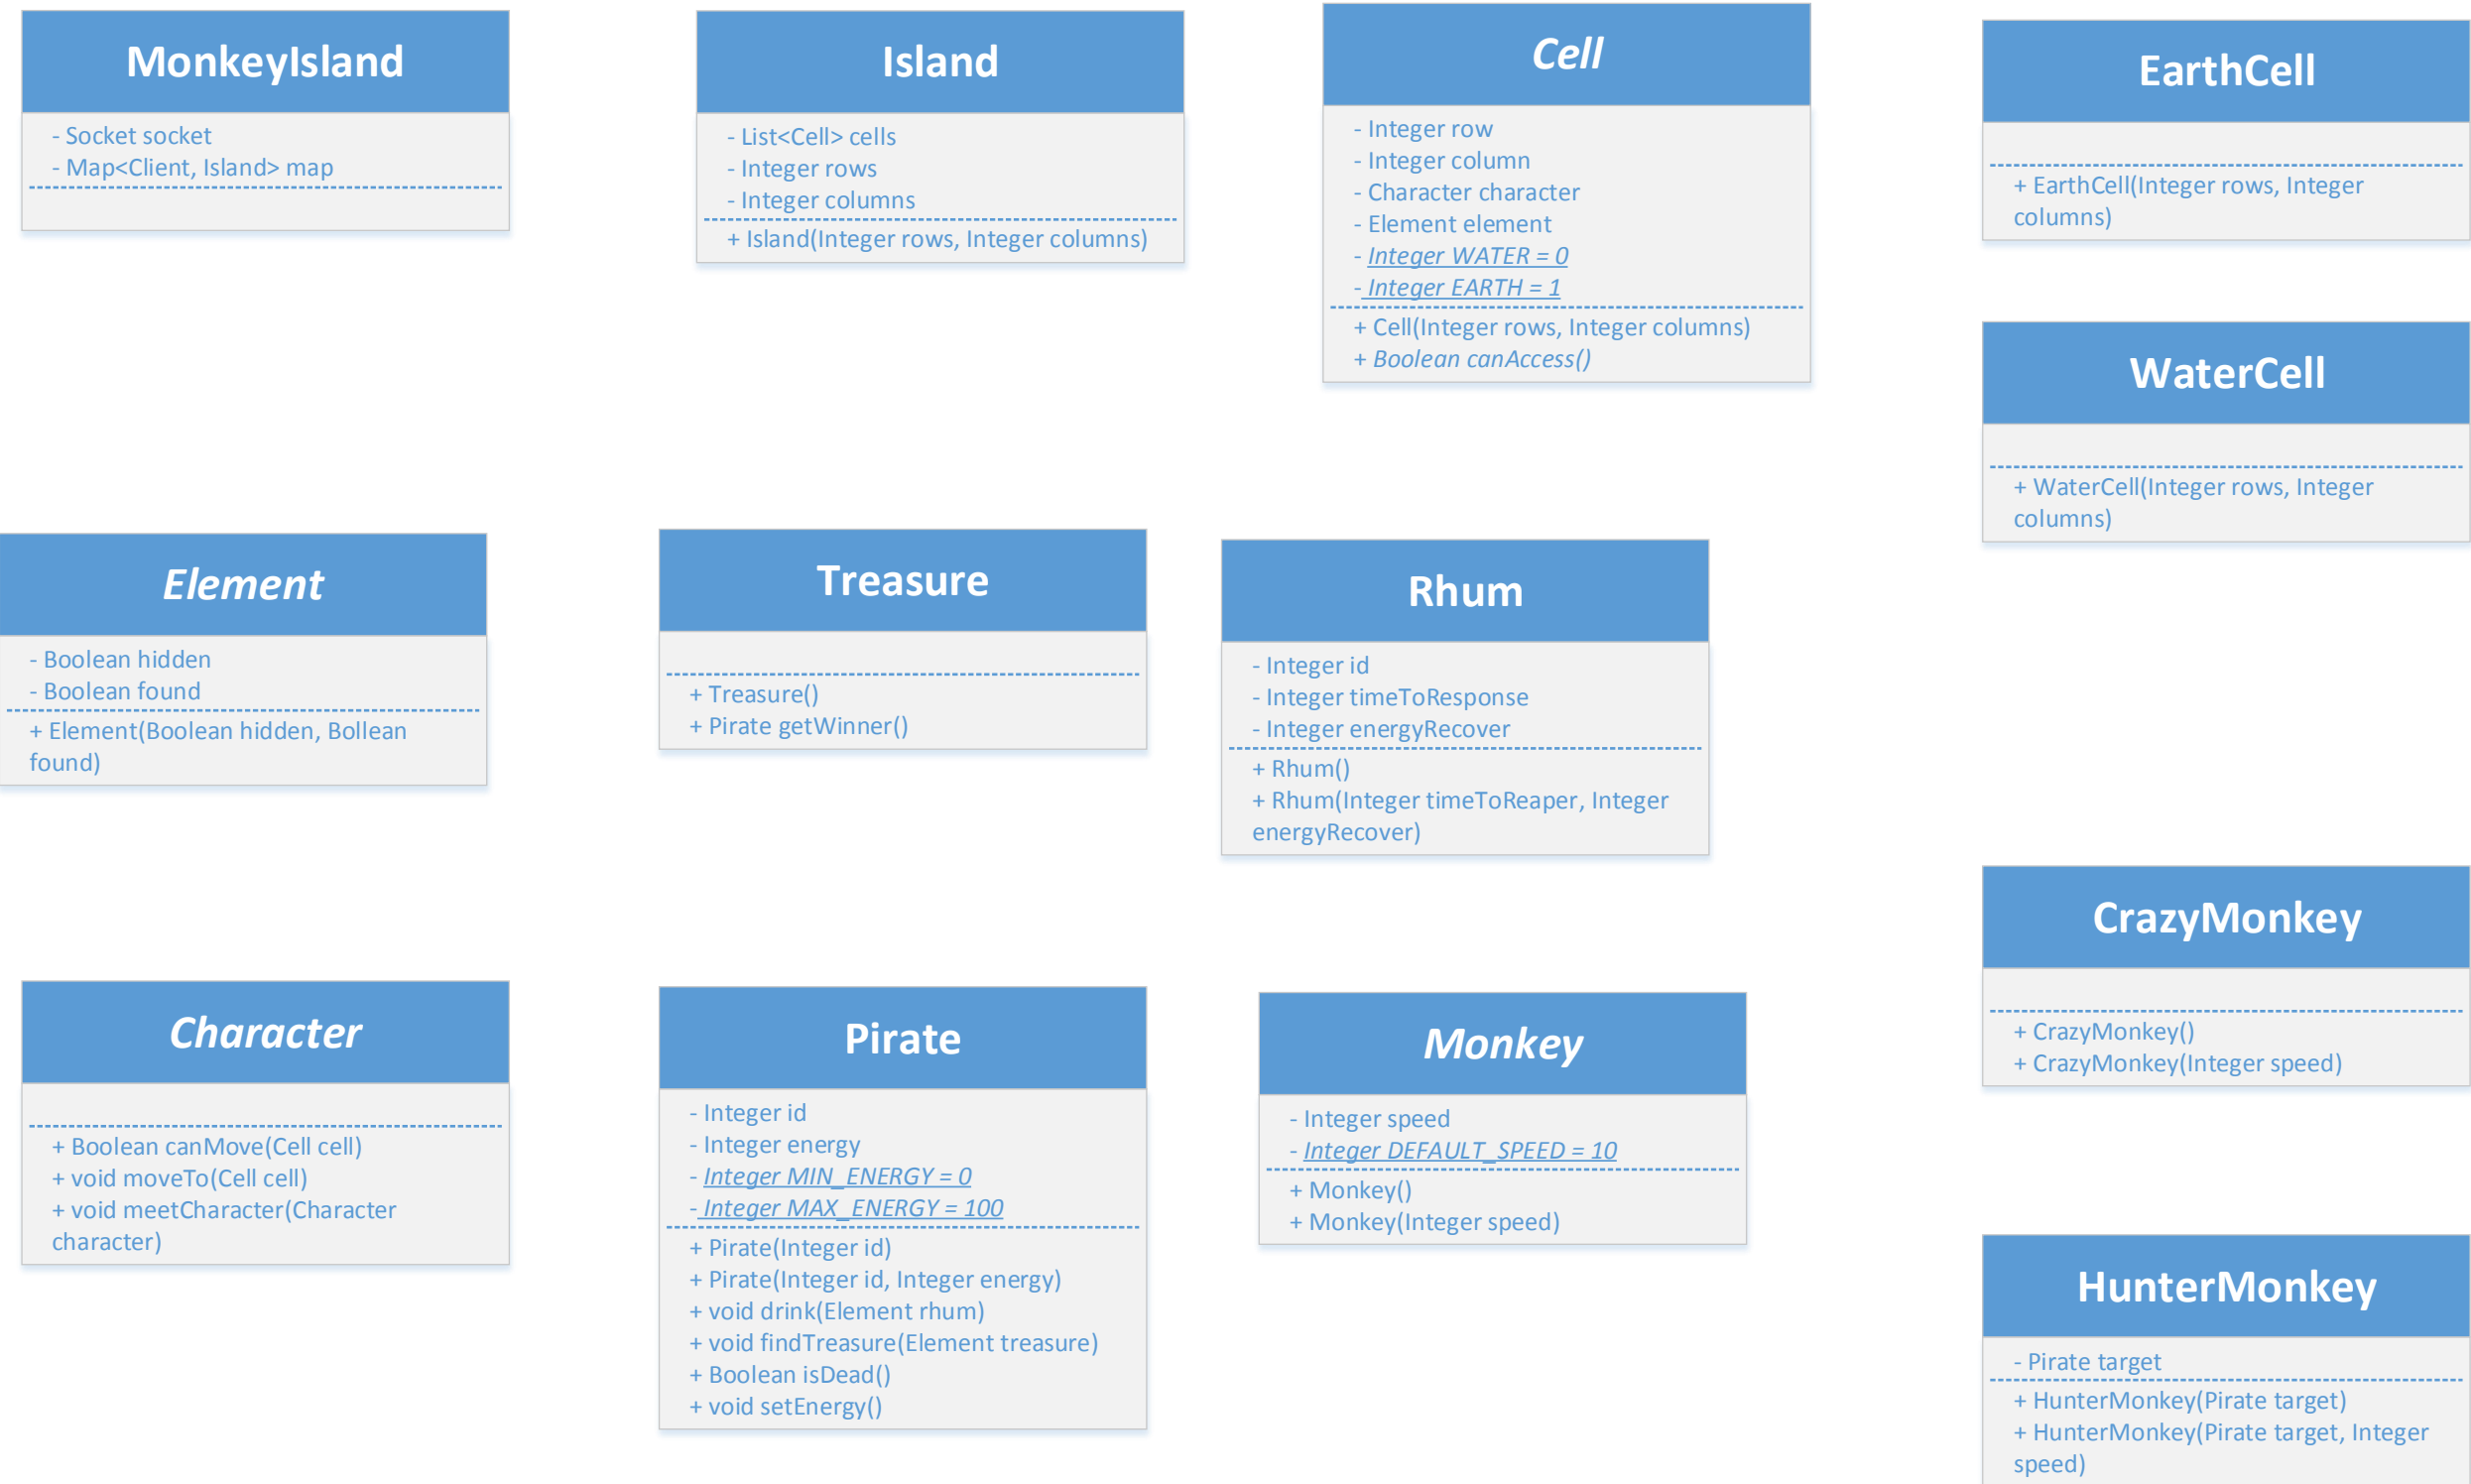 MonkeyIsland
- Socket socket
- Map<Client, Island> map
Island
- List<Cell> cells
- Integer rows
- Integer columns
+ Island(Integer rows, Integer columns)
Cell
- Integer row
- Integer column
- Character character
- Element element
- Integer WATER = 0
- Integer EARTH = 1
+ Cell(Integer rows, Integer columns)
+ Boolean canAccess()
EarthCell
+ EarthCell(Integer rows, Integer
columns)
WaterCell
+ WaterCell(Integer rows, Integer
columns)
Element
- Boolean hidden
- Boolean found
+ Element(Boolean hidden, Bollean
found)
Treasure
+ Treasure()
+ Pirate getWinner()
Rhum
- Integer id
- Integer timeToResponse
- Integer energyRecover
+ Rhum()
+ Rhum(Integer timeToReaper, Integer
energyRecover)
Character
+ Boolean canMove(Cell cell)
+ void moveTo(Cell cell)
+ void meetCharacter(Character
character)
Pirate
- Integer id
- Integer energy
- Integer MIN_ENERGY = 0
- Integer MAX_ENERGY = 100
+ Pirate(Integer id)
+ Pirate(Integer id, Integer energy)
+ void drink(Element rhum)
+ void findTreasure(Element treasure)
+ Boolean isDead()
+ void setEnergy()
Monkey
- Integer speed
- Integer DEFAULT_SPEED = 10
+ Monkey()
+ Monkey(Integer speed)
CrazyMonkey
+ CrazyMonkey()
+ CrazyMonkey(Integer speed)
HunterMonkey
- Pirate target
+ HunterMonkey(Pirate target)
+ HunterMonkey(Pirate target, Integer
speed)